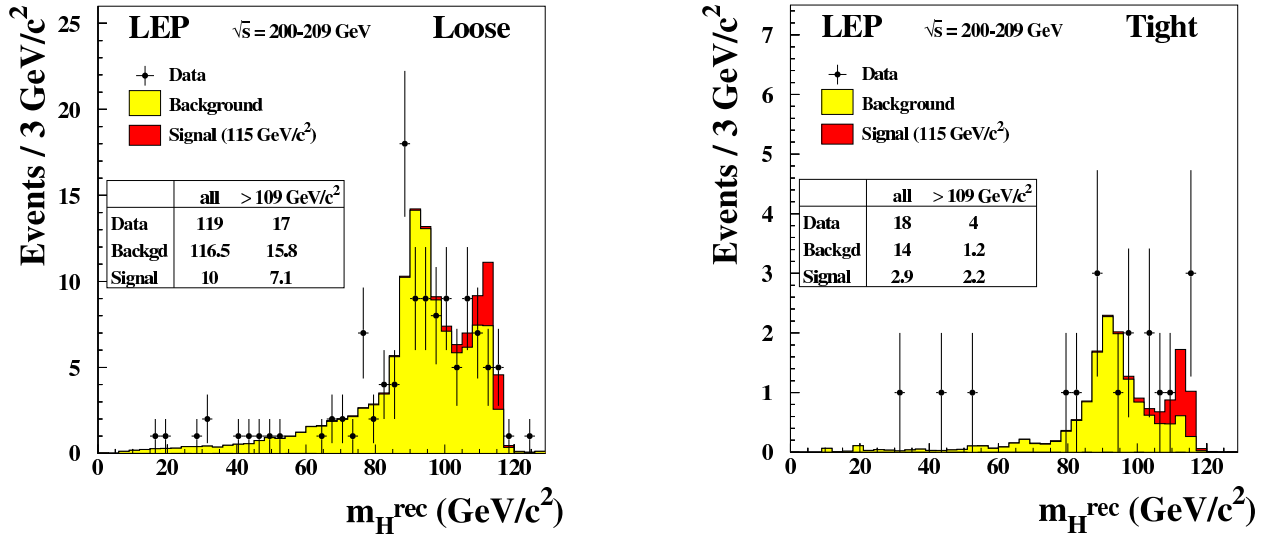 LEP √s = 200-209 GeV Loose
Data
Background
Signal (115 GeV/c²)
all > 109 GeV/c²
Data 119 17
Backgd 116.5 15.8
Signal 10 7.1
Events / 3 GeV/c²
25
20
15
10
5
0
0 20 40 60 80 100 120
m_H^rec (GeV/c²)
LEP √s = 200-209 GeV Tight
Data
Background
Signal (115 GeV/c²)
all > 109 GeV/c²
Data 18 4
Backgd 14 1.2
Signal 2.9 2.2
Events / 3 GeV/c²
7
6
5
4
3
2
1
0
0 20 40 60 80 100 120
m_H^rec (GeV/c²)